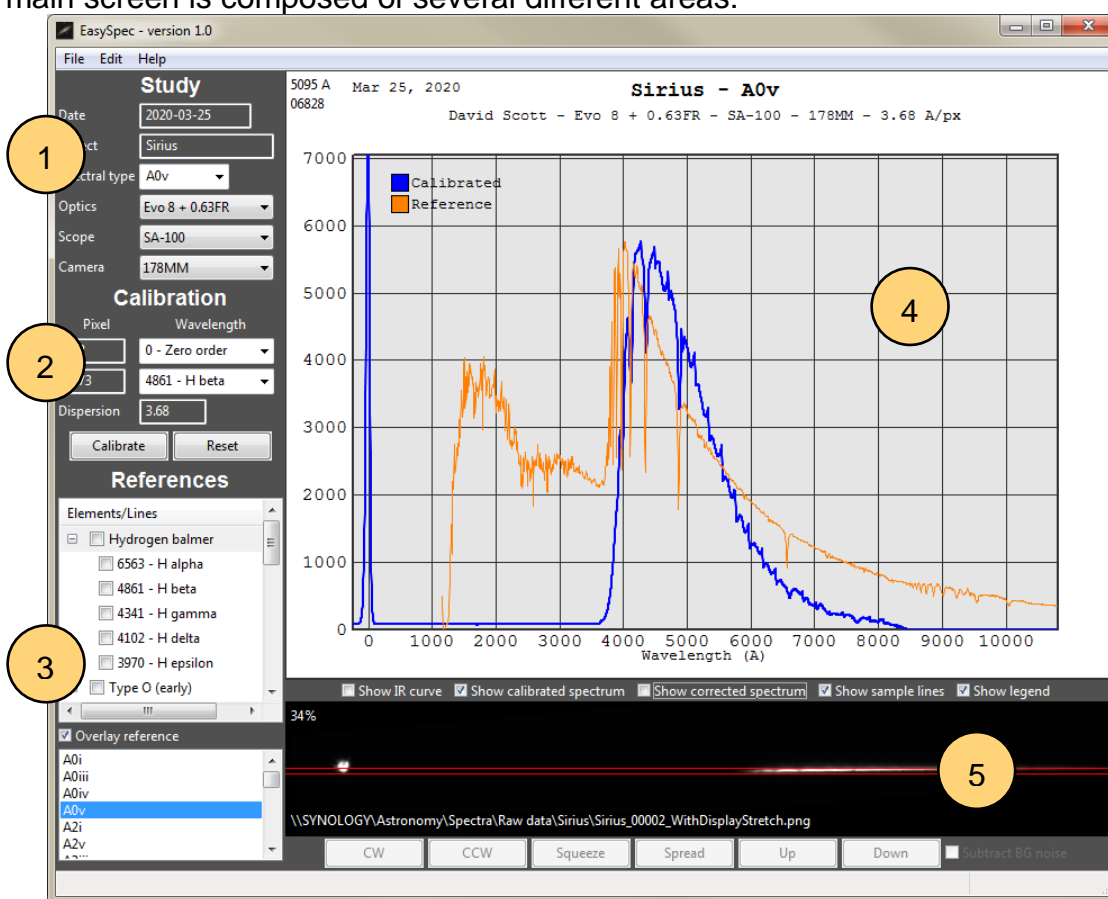 main screen is composed of several different areas:
EasySpec - version 1.0
File Edit Help
Study
Date 2020-03-25
Sirius
1
Spectral type A0v
Optics Evo 8 + 0.63FR
Scope SA-100
Camera 178MM
Calibration
Pixel Wavelength
0 - Zero order
2
4861 - H beta
Dispersion 3.68
Calibrate Reset
References
Elements/Lines
Hydrogen balmer
6563 - H alpha
4861 - H beta
4341 - H gamma
4102 - H delta
3970 - H epsilon
3
Type O (early)
Overlay reference
A0i
A0iii
A0iv
A0v
A2i
A2v
5095 A Mar 25, 2020 Sirius - A0v
06828
David Scott - Evo 8 + 0.63FR - SA-100 - 178MM - 3.68 A/px
Calibrated
Reference
4
7000
6000
5000
4000
3000
2000
1000
0
0 1000 2000 3000 4000 5000 6000 7000 8000 9000 10000
Wavelength (A)
Show IR curve Show calibrated spectrum Show corrected spectrum Show sample lines Show legend
34%
5
\\SYNOLOGY\Astronomy\Spectra\Raw data\Sirius\Sirius_00002_WithDisplayStretch.png
CW CCW Squeeze Spread Up Down Subtract BG noise